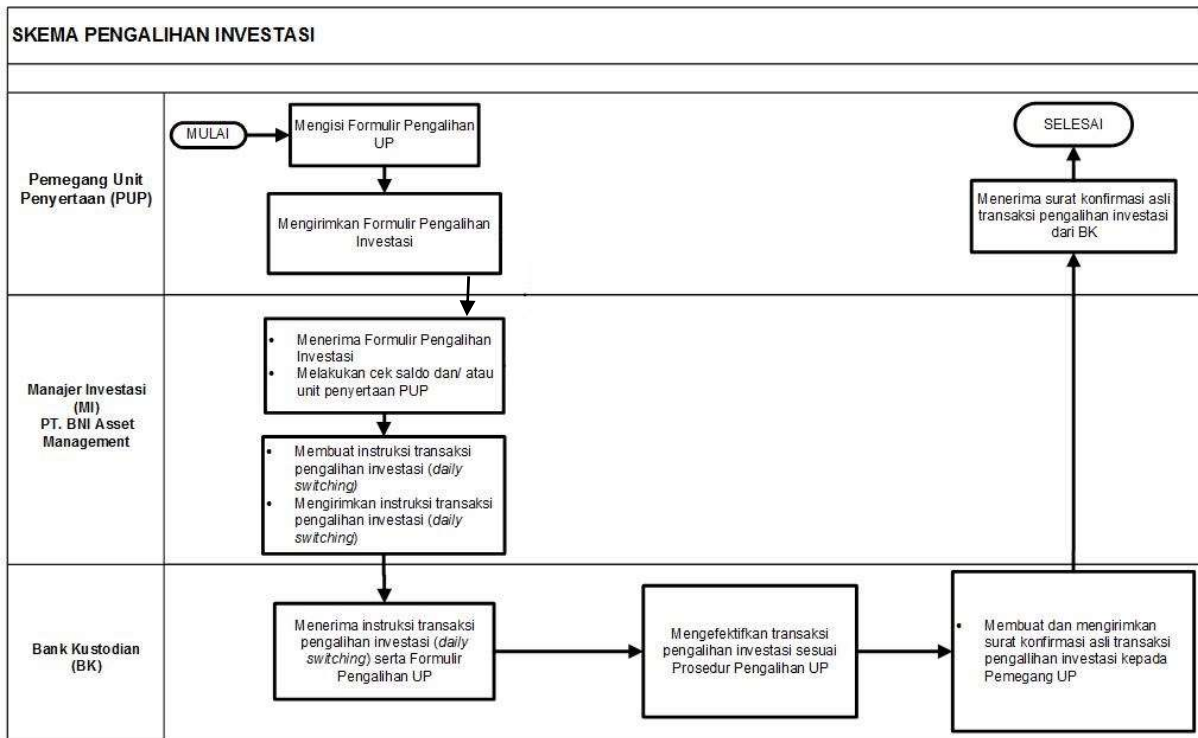 SKEMA PENGALIHAN INVESTASI
Pemegang Unit
Penyertaan (PUP)
MULAI
Mengisi Formulir Pengalihan
UP
Mengirimkan Formulir Pengalihan
Investasi
SELESAI
Menerima surat konfirmasi asli
transaksi pengalihan investasi
dari BK
Manajer Investasi
(MI)
PT. BNI Asset
Management
• Menerima Formulir Pengalihan
Investasi
• Melakukan cek saldo dan/ atau
unit penyertaan PUP
• Membuat instruksi transaksi
pengalihan investasi (daily
switching)
• Mengirimkan instruksi transaksi
pengalihan investasi (daily
switching)
Bank Kustodian
(BK)
Menerima instruksi transaksi
pengalihan investasi (daily
switching) serta Formulir
Pengalihan UP
Mengefektifkan transaksi
pengalihan investasi sesuai
Prosedur Pengalihan UP
• Membuat dan mengirimkan
surat konfirmasi asli transaksi
pengallihan investasi kepada
Pemegang UP